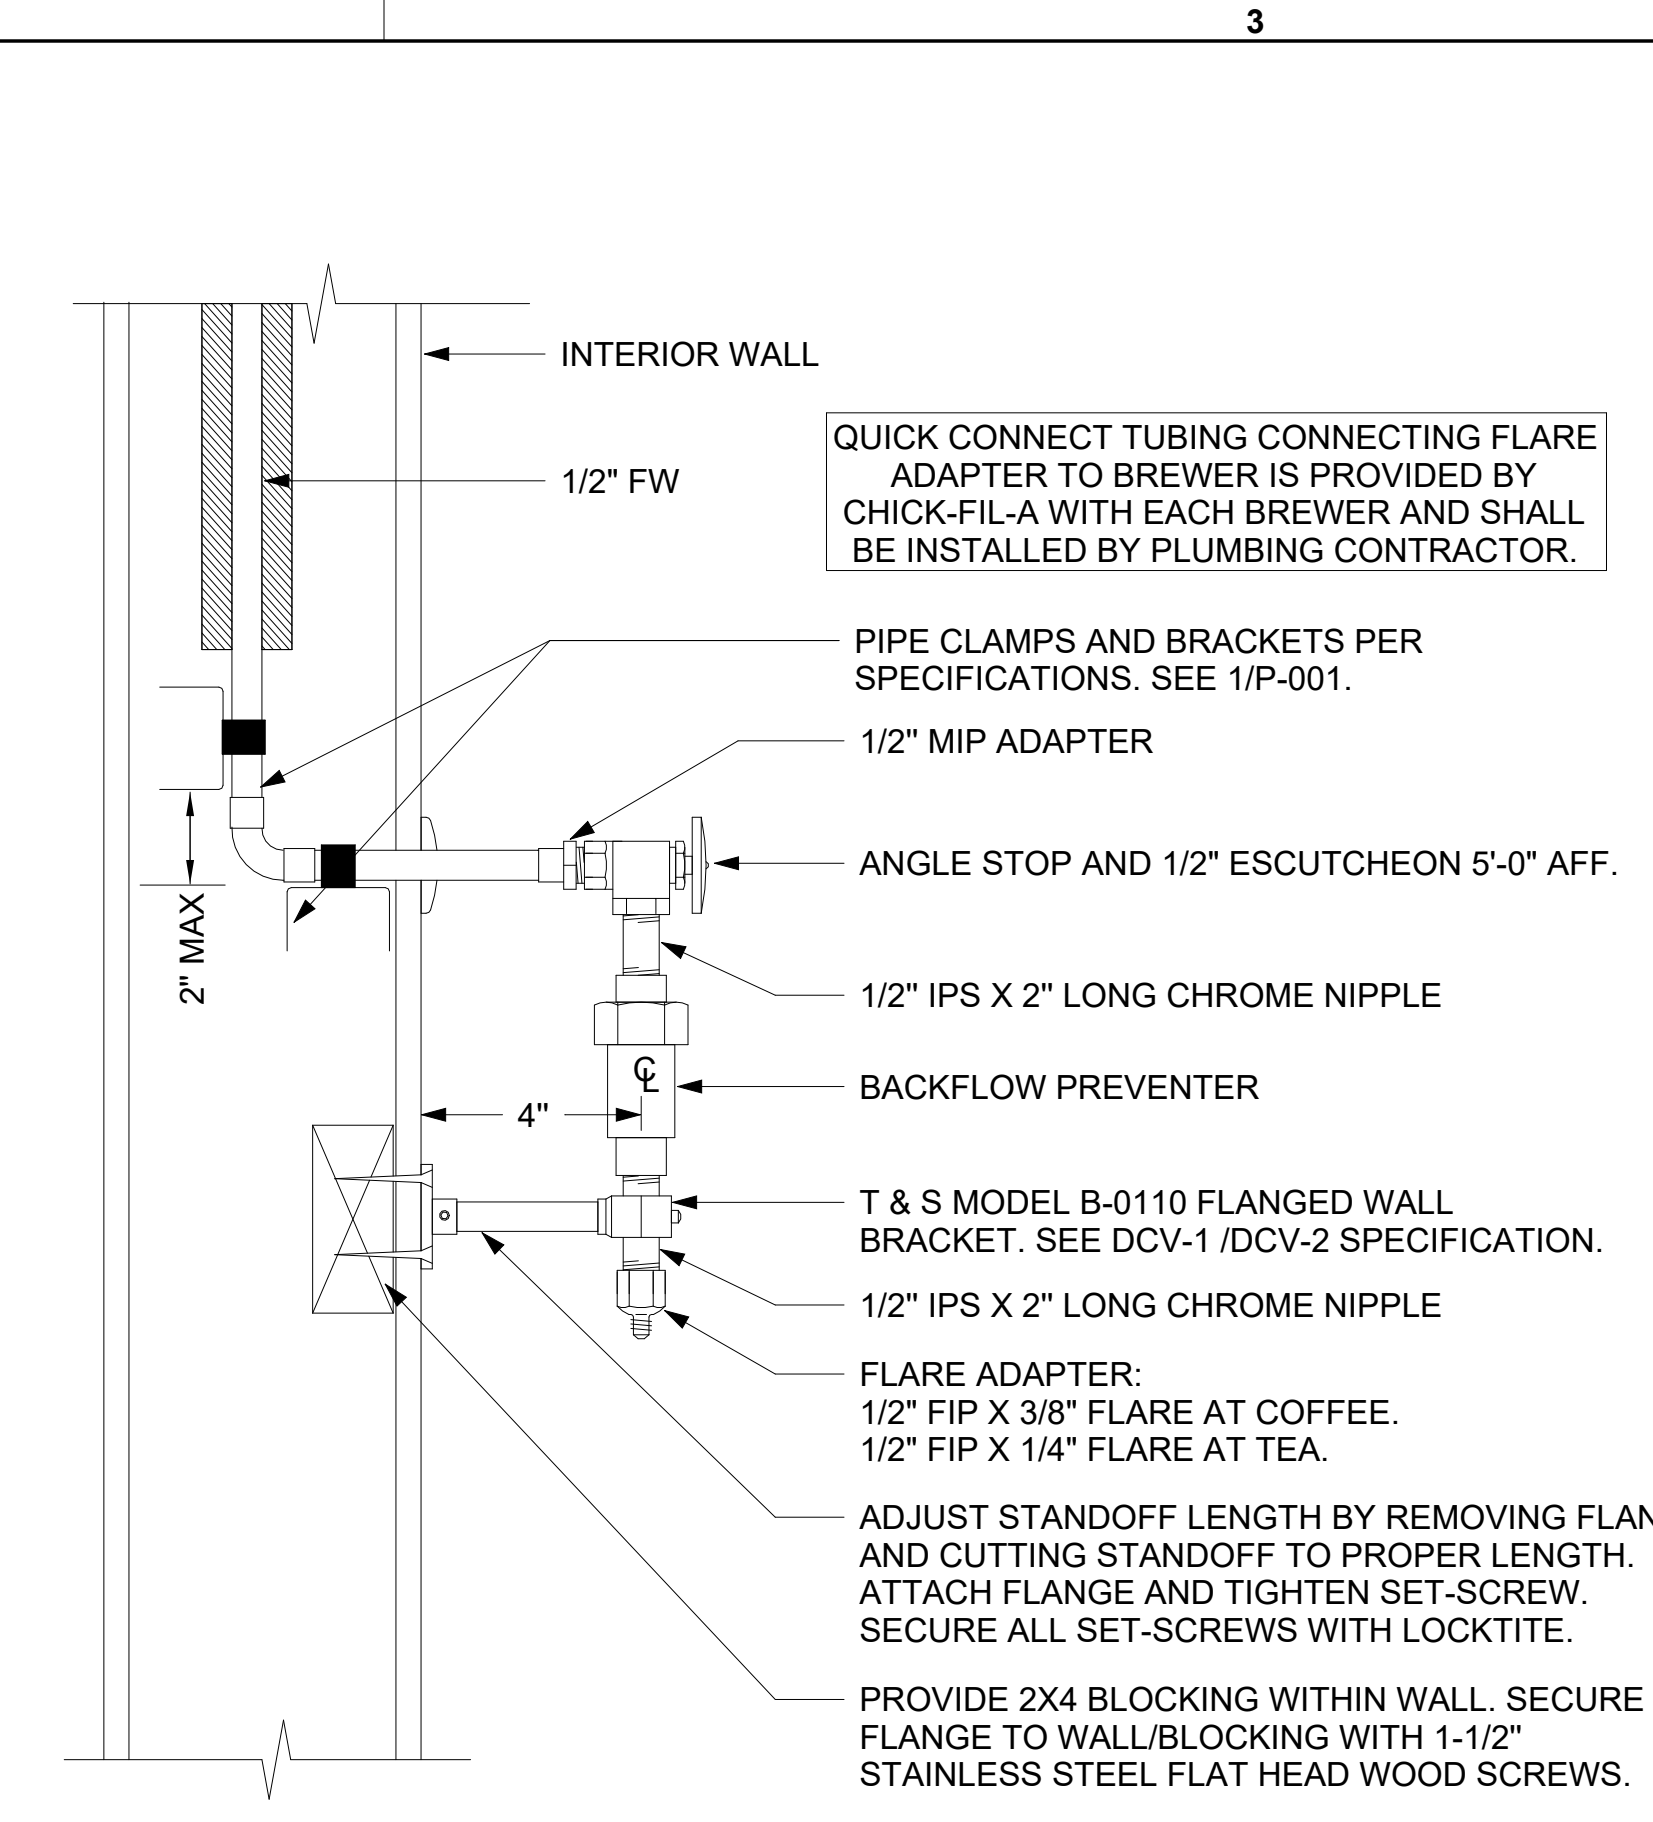 3
INTERIOR WALL
1/2" FW
QUICK CONNECT TUBING CONNECTING FLARE
ADAPTER TO BREWER IS PROVIDED BY
CHICK-FIL-A WITH EACH BREWER AND SHALL
BE INSTALLED BY PLUMBING CONTRACTOR.
PIPE CLAMPS AND BRACKETS PER
SPECIFICATIONS. SEE 1/P-001.
1/2" MIP ADAPTER
ANGLE STOP AND 1/2" ESCUTCHEON 5'-0" AFF.
2" MAX
1/2" IPS X 2" LONG CHROME NIPPLE
CL
BACKFLOW PREVENTER
4"
T & S MODEL B-0110 FLANGED WALL
BRACKET. SEE DCV-1 /DCV-2 SPECIFICATION.
1/2" IPS X 2" LONG CHROME NIPPLE
FLARE ADAPTER:
1/2" FIP X 3/8" FLARE AT COFFEE.
1/2" FIP X 1/4" FLARE AT TEA.
ADJUST STANDOFF LENGTH BY REMOVING FLAN
AND CUTTING STANDOFF TO PROPER LENGTH.
ATTACH FLANGE AND TIGHTEN SET-SCREW.
SECURE ALL SET-SCREWS WITH LOCKTITE.
PROVIDE 2X4 BLOCKING WITHIN WALL. SECURE
FLANGE TO WALL/BLOCKING WITH 1-1/2"
STAINLESS STEEL FLAT HEAD WOOD SCREWS.